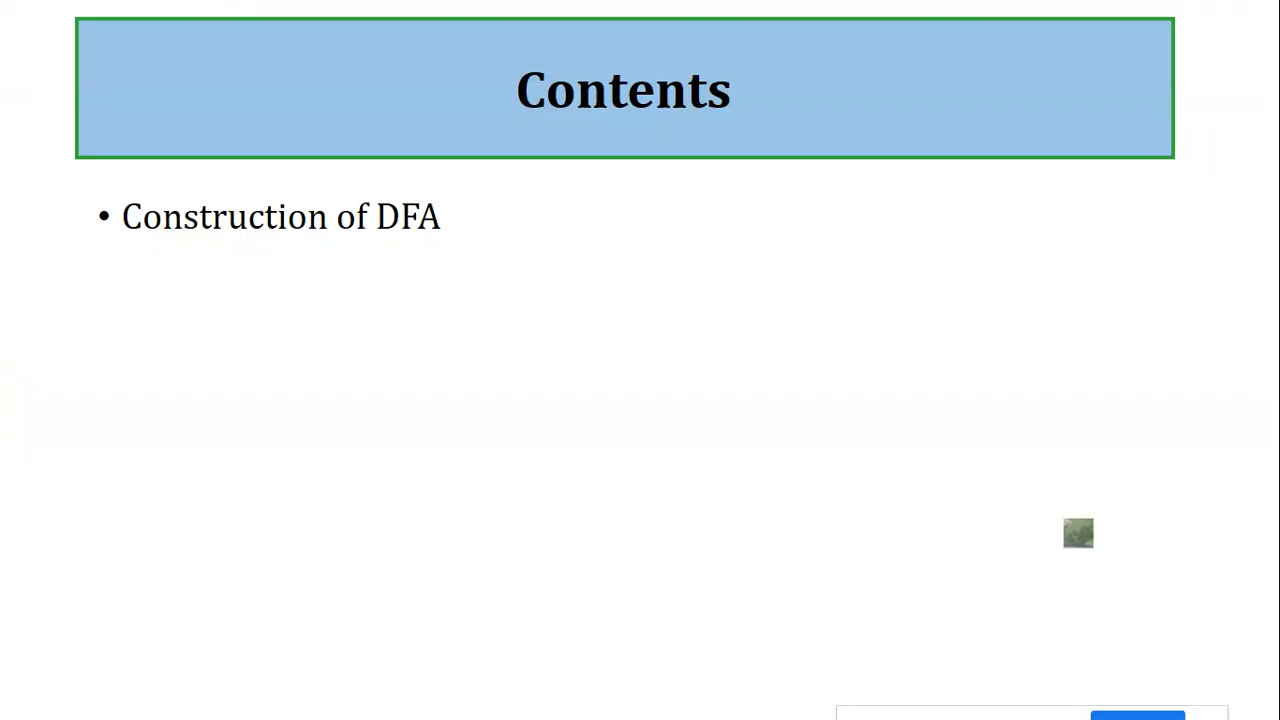 Contents
• Construction of DFA